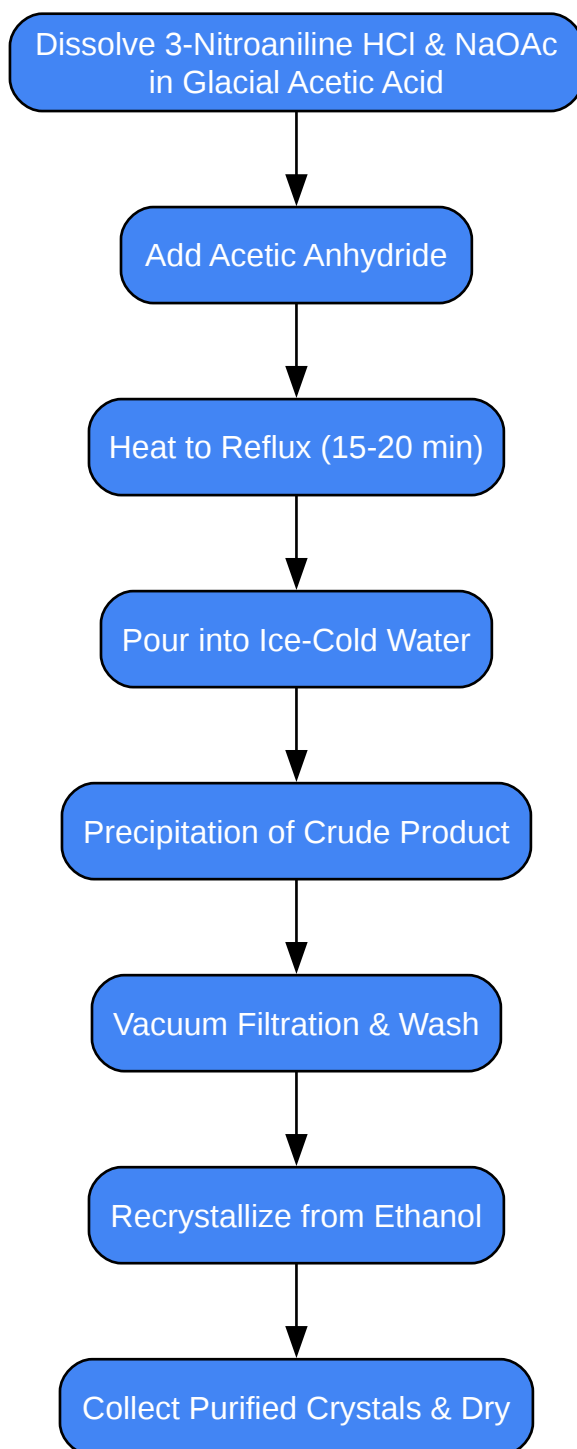 Dissolve 3-Nitroaniline HCl & NaOAc
in Glacial Acetic Acid
Add Acetic Anhydride
Heat to Reflux (15-20 min)
Pour into Ice-Cold Water
Precipitation of Crude Product
Vacuum Filtration & Wash
Recrystallize from Ethanol
Collect Purified Crystals & Dry